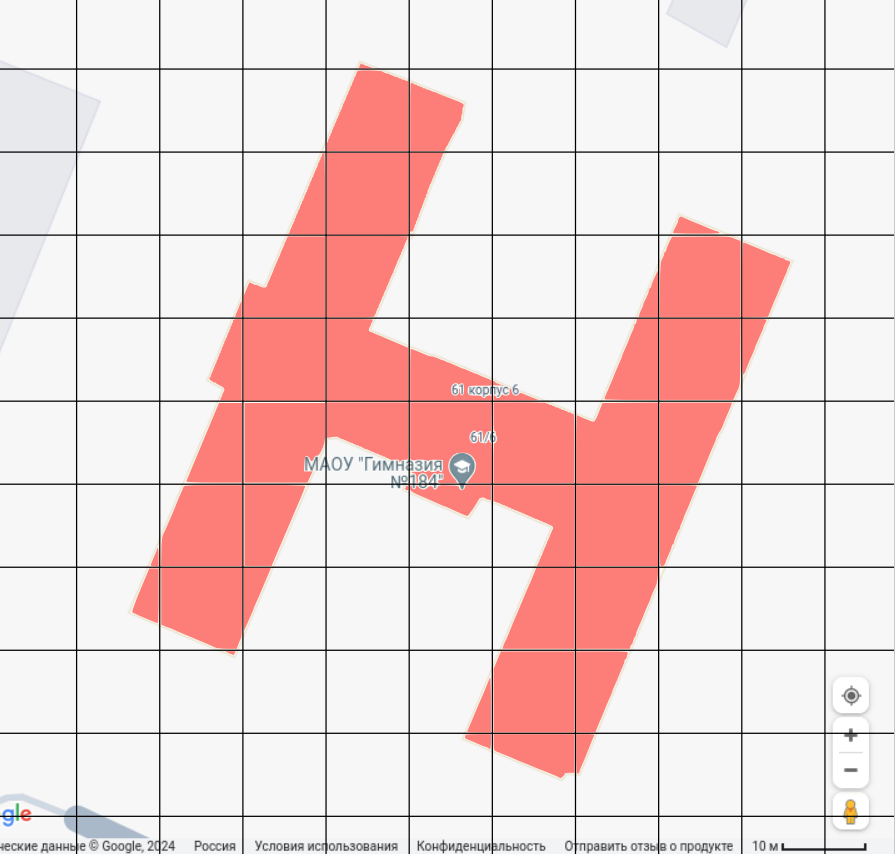 61 корпус 6
61/6
МАОУ "Гимназия
№184"
gle
ческие данные © Google, 2024 Россия Условия использования Конфиденциальность Отправить отзыв о продукте 10 м